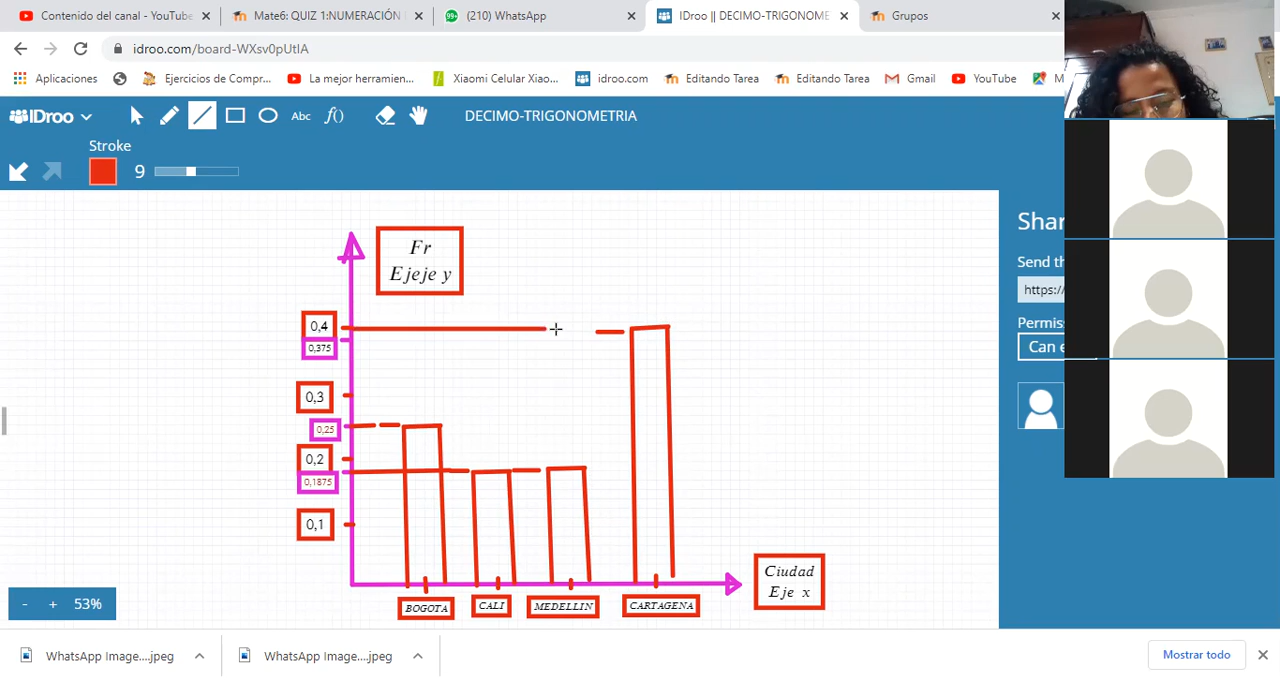 Contenido del canal - YouTube
Mate6: QUIZ 1:NUMERACIÓN
99+
(210) WhatsApp
IDroo || DECIMO-TRIGONOME
Grupos
idroo.com/board-WXsv0pUtIA
Aplicaciones
Ejercicios de Compr...
La mejor herramien...
Xiaomi Celular Xiao...
idroo.com
Editando Tarea
Editando Tarea
Gmail
YouTube
M
IDroo
Abc
f()
DECIMO-TRIGONOMETRIA
Stroke
9
Fr
Ejeje y
0,4
0,375
0,3
0,25
0,2
0,1875
0,1
BOGOTA
CALI
MEDELLIN
CARTAGENA
Ciudad
Eje x
Shar
Send th
https:/
Permis
Can e
- + 53%
WhatsApp Image....jpeg
WhatsApp Image....jpeg
Mostrar todo